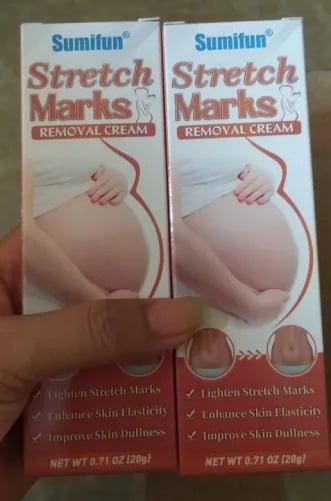 Sumifun®
Stretch
Marks
REMOVAL CREAM
Lighten Stretch Marks
Enhance Skin Elasticity
Improve Skin Dullness
NET WT 0.71 OZ (20g)
Sumifun®
Stretch
Marks
REMOVAL CREAM
Lighten Stretch Marks
Enhance Skin Elasticity
Improve Skin Dullness
NET WT 0.71 OZ (20g)